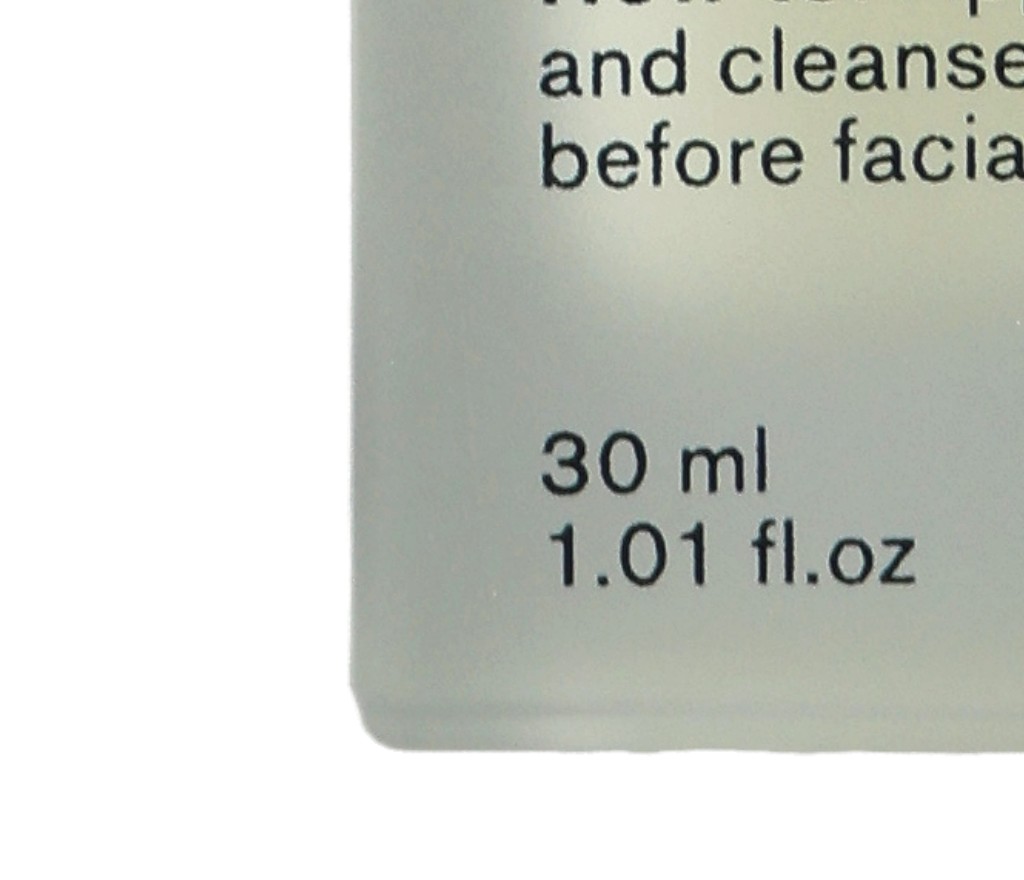 and cleanse
before facia
30 ml
1.01 fl.oz